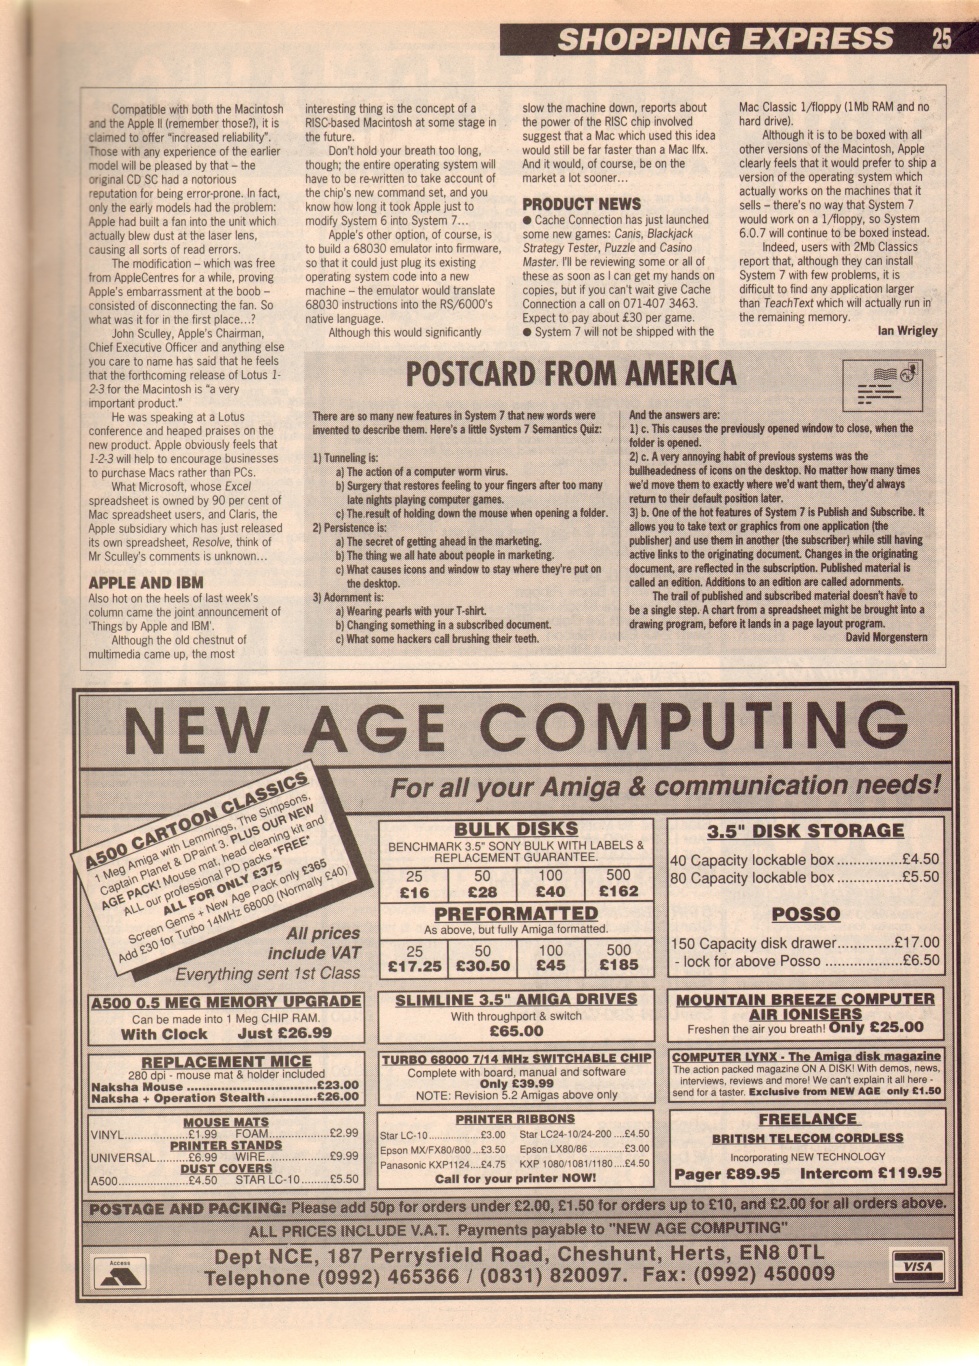 SHOPPING EXPRESS 25
Compatible with both the Macintosh
and the Apple II (remember those?), it is
claimed to offer "increased reliability".
Those with any experience of the earlier
model will be pleased by that – the
original CD SC had a notorious
reputation for being error-prone. In fact,
only the early models had the problem:
Apple had built a fan into the unit which
actually blew dust at the laser lens,
causing all sorts of read errors.
The modification – which was free
from AppleCentres for a while, proving
Apple's embarrassment at the boob –
consisted of disconnecting the fan. So
what was it for in the first place...?
John Sculley, Apple's Chairman,
Chief Executive Officer and anything else
you care to name has said that he feels
that the forthcoming release of Lotus 1-
2-3 for the Macintosh is "a very
important product."
He was speaking at a Lotus
conference and heaped praises on the
new product. Apple obviously feels that
1-2-3 will help to encourage businesses
to purchase Macs rather than PCs.
What Microsoft, whose Excel
spreadsheet is owned by 90 per cent of
Mac spreadsheet users, and Claris, the
Apple subsidiary which has just released
its own spreadsheet, Resolve, think of
Mr Sculley's comments is unknown...
APPLE AND IBM
Also hot on the heels of last week's
column came the joint announcement of
'Things by Apple and IBM'.
Although the old chestnut of
multimedia came up, the most
interesting thing is the concept of a
RISC-based Macintosh at some stage in
the future.
Don't hold your breath too long,
though; the entire operating system will
have to be re-written to take account of
the chip's new command set, and you
know how long it took Apple just to
modify System 6 into System 7...
Apple's other option, of course, is
to build a 68030 emulator into firmware,
so that it could just plug its existing
operating system code into a new
machine – the emulator would translate
68030 instructions into the RS/6000's
native language.
Although this would significantly
slow the machine down, reports about
the power of the RISC chip involved
suggest that a Mac which used this idea
would still be far faster than a Mac IIfx.
And it would, of course, be on the
market a lot sooner...
PRODUCT NEWS
● Cache Connection has just launched
some new games: Canis, Blackjack
Strategy Tester, Puzzle and Casino
Master. I'll be reviewing some or all of
these as soon as I can get my hands on
copies, but if you can't wait give Cache
Connection a call on 071-407 3463.
Expect to pay about £30 per game.
● System 7 will not be shipped with the
Mac Classic 1/floppy (1Mb RAM and no
hard drive).
Although it is to be boxed with all
other versions of the Macintosh, Apple
clearly feels that it would prefer to ship a
version of the operating system which
actually works on the machines that it
sells – there's no way that System 7
would work on a 1/floppy, so System
6.0.7 will continue to be boxed instead.
Indeed, users with 2Mb Classics
report that, although they can install
System 7 with few problems, it is
difficult to find any application larger
than TeachText which will actually run in
the remaining memory.
Ian Wrigley
POSTCARD FROM AMERICA
There are so many new features in System 7 that new words were
invented to describe them. Here's a little System 7 Semantics Quiz:
1) Tunneling is:
a) The action of a computer worm virus.
b) Surgery that restores feeling to your fingers after too many
late nights playing computer games.
c) The result of holding down the mouse when opening a folder.
2) Persistence is:
a) The secret of getting ahead in the marketing.
b) The thing we all hate about people in marketing.
c) What causes icons and window to stay where they're put on
the desktop.
3) Adornment is:
a) Wearing pearls with your T-shirt.
b) Changing something in a subscribed document.
c) What some hackers call brushing their teeth.
And the answers are:
1) c. This causes the previously opened window to close, when the
folder is opened.
2) c. A very annoying habit of previous systems was the
bullheadedness of icons on the desktop. No matter how many times
we'd move them to exactly where we'd want them, they'd always
return to their default position later.
3) b. One of the hot features of System 7 is Publish and Subscribe. It
allows you to take text or graphics from one application (the
publisher) and use them in another (the subscriber) while still having
active links to the originating document. Changes in the originating
document, are reflected in the subscription. Published material is
called an edition. Additions to an edition are called adornments.
The trail of published and subscribed material doesn't have to
be a single step. A chart from a spreadsheet might be brought into a
drawing program, before it lands in a page layout program.
David Morgenstern
NEW AGE COMPUTING
For all your Amiga & communication needs!
A500 CARTOON CLASSICS
1 Meg Amiga with Lemmings, The Simpsons,
Captain Planet & DPaint 3. PLUS OUR NEW
AGE PACK! Mouse mat, head cleaning kit and
ALL our professional PD packs *FREE*
ALL FOR ONLY £375
Screen Gems + New Age Pack only £365
Add £30 for Turbo 14MHz 68000 (Normally £40)
All prices
include VAT
Everything sent 1st Class
BULK DISKS
BENCHMARK 3.5" SONY BULK WITH LABELS &
REPLACEMENT GUARANTEE.
25 50 100 500
£16 £28 £40 £162
PREFORMATTED
As above, but fully Amiga formatted.
25 50 100 500
£17.25 £30.50 £45 £185
3.5" DISK STORAGE
40 Capacity lockable box ..............£4.50
80 Capacity lockable box ..............£5.50
POSSO
150 Capacity disk drawer.............£17.00
- lock for above Posso ..................£6.50
A500 0.5 MEG MEMORY UPGRADE
Can be made into 1 Meg CHIP RAM.
With Clock Just £26.99
SLIMLINE 3.5" AMIGA DRIVES
With throughport & switch
£65.00
MOUNTAIN BREEZE COMPUTER
AIR IONISERS
Freshen the air you breath! Only £25.00
REPLACEMENT MICE
280 dpi - mouse mat & holder included
Naksha Mouse .................................£23.00
Naksha + Operation Stealth .............£26.00
TURBO 68000 7/14 MHz SWITCHABLE CHIP
Complete with board, manual and software
Only £39.99
NOTE: Revision 5.2 Amigas above only
COMPUTER LYNX - The Amiga disk magazine
The action packed magazine ON A DISK! With demos, news,
interviews, reviews and more! We can't explain it all here -
send for a taster. Exclusive from NEW AGE only £1.50
MOUSE MATS
VINYL................£1.99 FOAM................£2.99
PRINTER STANDS
UNIVERSAL.........£6.99 WIRE.................£9.99
DUST COVERS
A500...................£4.50 STAR LC-10.........£5.50
PRINTER RIBBONS
Star LC-10....................£3.00 Star LC24-10/24-200 ....£4.50
Epson MX/FX80/800 ....£3.50 Epson LX80/86 .............£3.00
Panasonic KXP1124.....£4.75 KXP 1080/1081/1180 ....£4.50
Call for your printer NOW!
FREELANCE
BRITISH TELECOM CORDLESS
Incorporating NEW TECHNOLOGY
Pager £89.95 Intercom £119.95
POSTAGE AND PACKING: Please add 50p for orders under £2.00, £1.50 for orders up to £10, and £2.00 for all orders above.
ALL PRICES INCLUDE V.A.T. Payments payable to "NEW AGE COMPUTING"
Access
Dept NCE, 187 Perrysfield Road, Cheshunt, Herts, EN8 0TL
Telephone (0992) 465366 / (0831) 820097. Fax: (0992) 450009
VISA